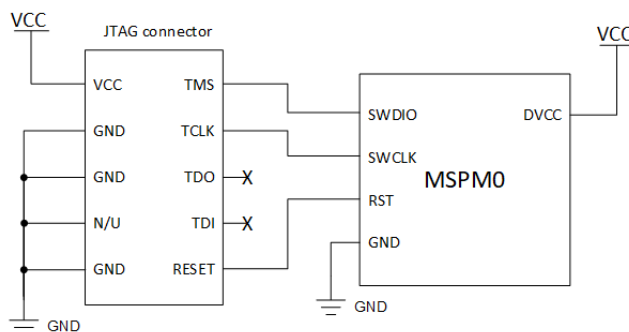 VCC
JTAG connector
VCC
VCC
TMS
GND
TCLK
GND
TDO
X
N/U
TDI
X
GND
RESET
GND
SWDIO
DVCC
SWCLK
MSPM0
RST
GND
GND